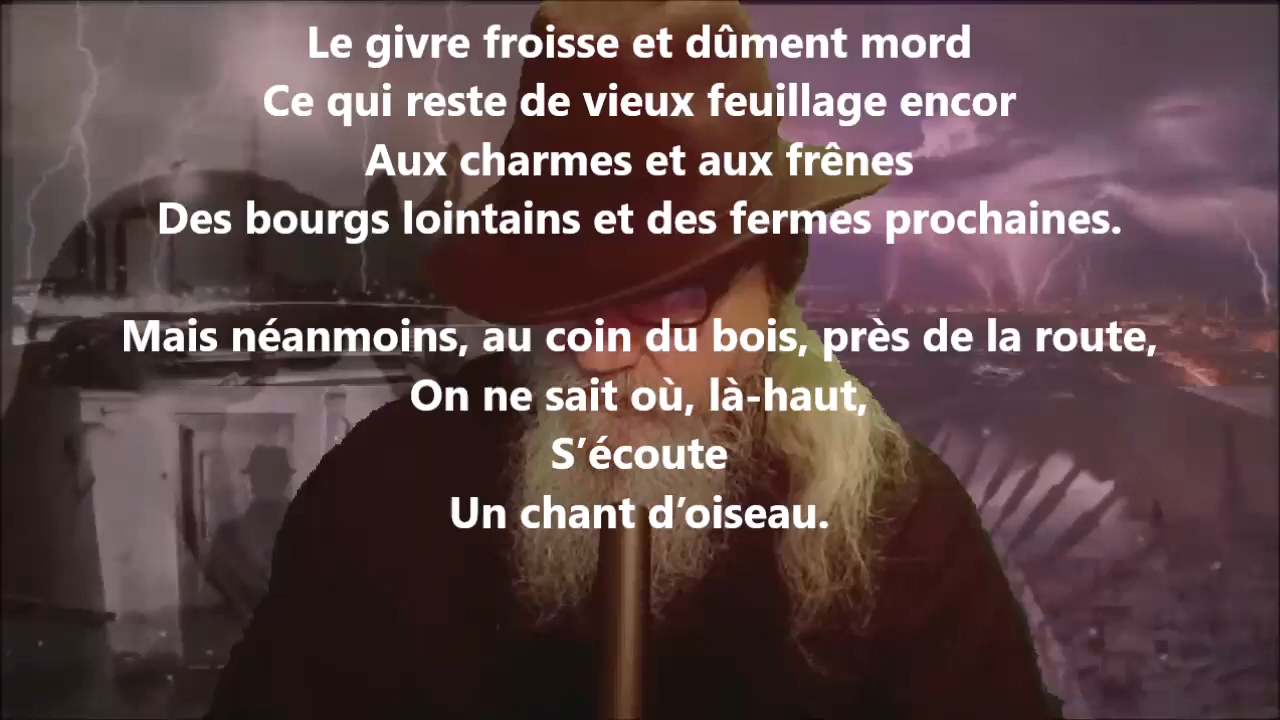 Le givre froisse et dûment mord
Ce qui reste de vieux feuillage encor
Aux charmes et aux frênes
Des bourgs lointains et des fermes prochaines.
Mais néanmoins, au coin du bois, près de la route,
On ne sait où, là-haut,
S’écoute
Un chant d’oiseau.